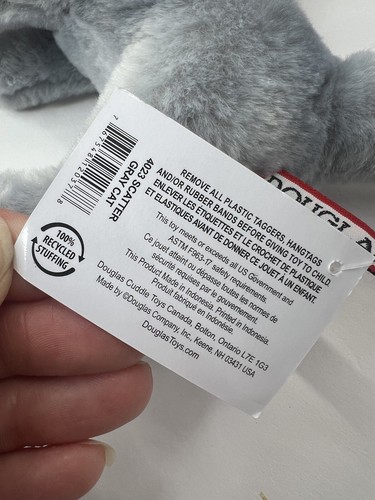 4023 SCATTER
GRAY CAT
100%
RECYCLED
STUFFING
REMOVE ALL PLASTIC TAGGERS, HANGTAGS
AND/OR RUBBER BANDS BEFORE GIVING TOY TO CHILD.
ENLEVER LES ETIQUETTES ET LE CROCHET DE PLASTIQUE
ET ELASTIQUES AVANT DE DONNER CE JOUET À UN ENFANT.
This toy meets or exceeds all US Government and
ASTM F963-17 safety requirements.
Ce jouet atteint ou dépasse toutes les normes de
sécurité requises par le gouvernement.
This Product Made in Indonesia. Printed in Indonesia.
Produit fabriqué en Indonésie.
Douglas Cuddle Toys Canada, Bolton, Ontario L7E 1G3
Made by ©Douglas Company, Inc., Keene, NH 03431 USA
DouglasToys.com